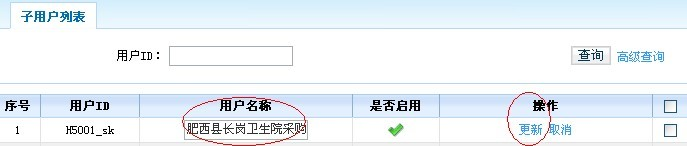 子用户列表
用户ID：
查询 高级查询
序号 用户ID 用户名称 是否启用 操作
1 H5001_sk 肥西县长岗卫生院采购 更新 取消